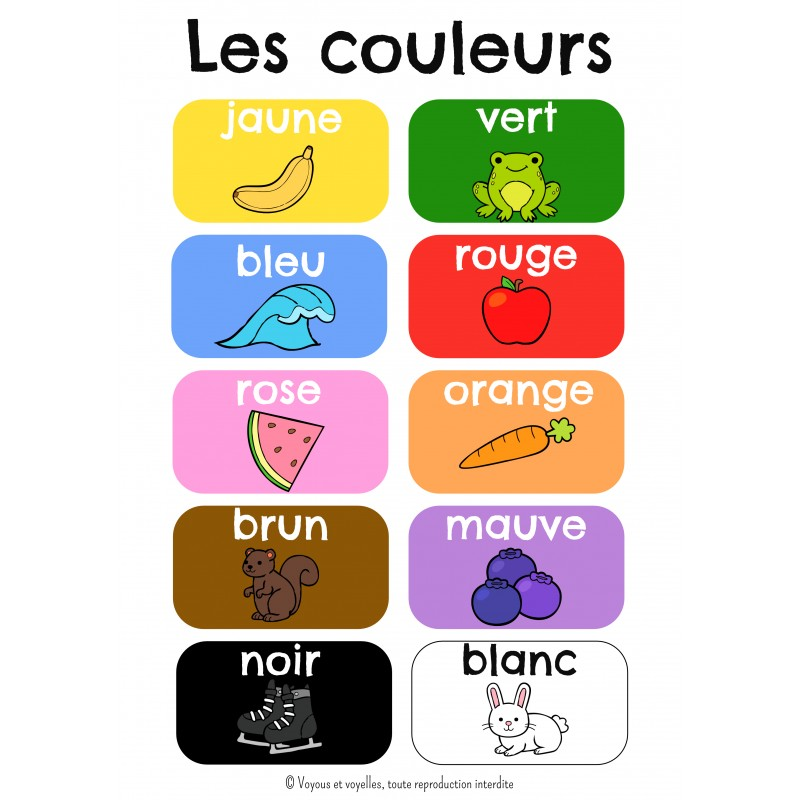 Les couleurs
jaune
vert
bleu
rouge
rose
orange
brun
mauve
noir
blanc
© Voyous et voyelles, toute reproduction interdite